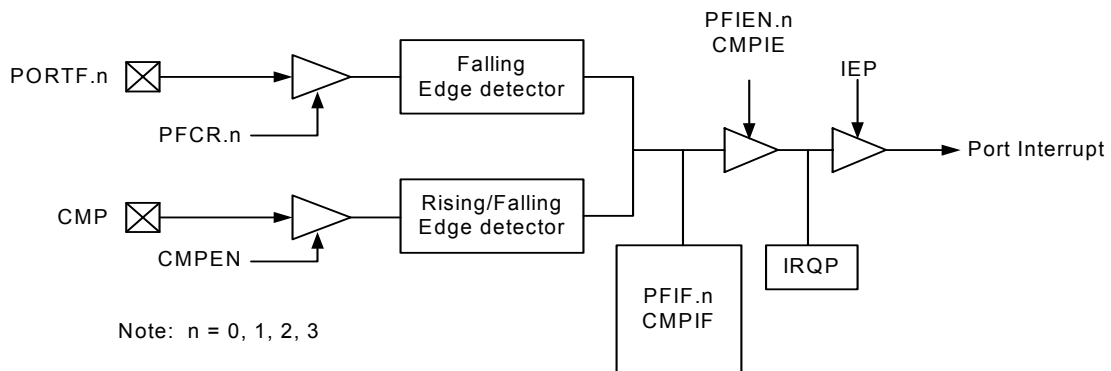 PFIEN.n
CMPIE
IEP
PORTF.n
Falling
Edge detector
PFCR.n
Port Interrupt
CMP
Rising/Falling
Edge detector
CMPEN
IRQP
PFIF.n
CMPIF
Note: n = 0, 1, 2, 3